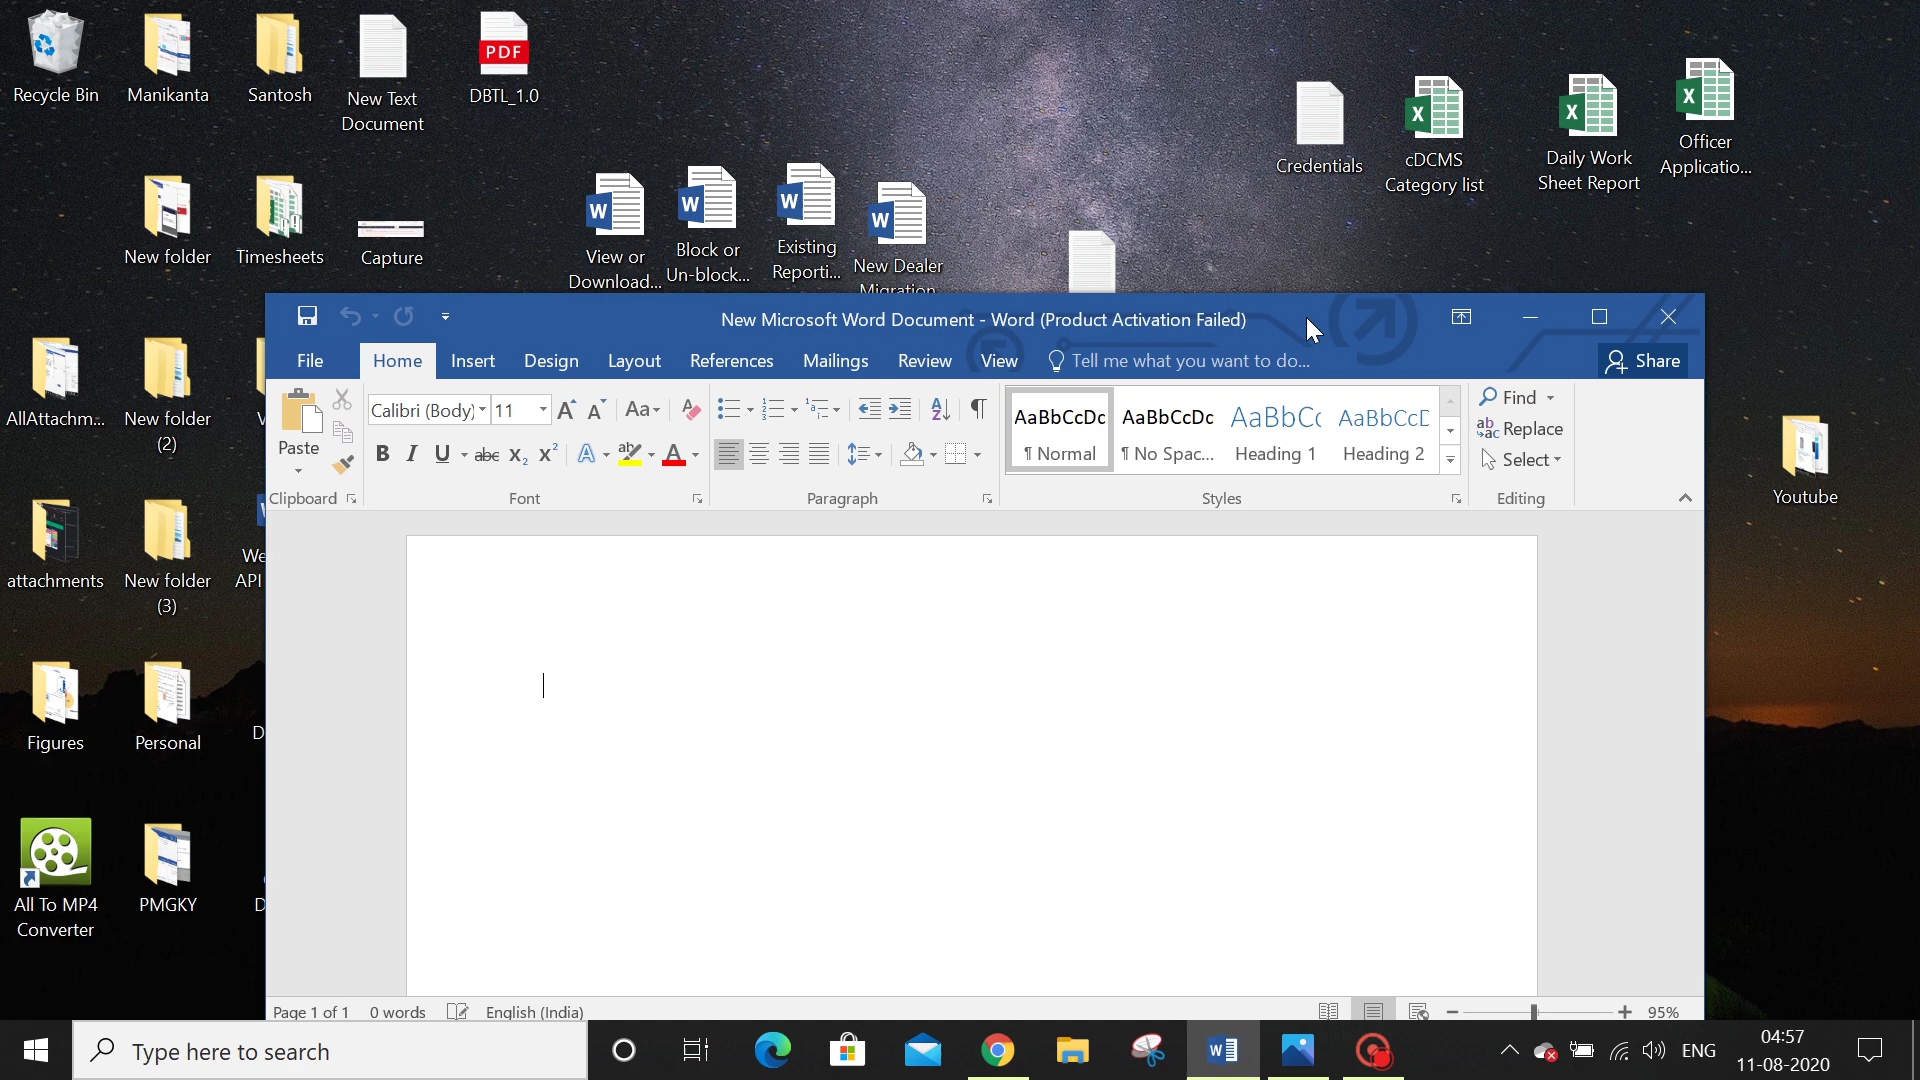 Recycle Bin
Manikanta
Santosh
New Text
Document
PDF
DBTL_1.0
Credentials
cDCMS
Category list
Daily Work
Sheet Report
Officer
Applicatio...
New folder
Timesheets
Capture
View or
Download...
Block or
Un-block...
Existing
Reporti...
New Dealer
Migration
New Microsoft Word Document - Word (Product Activation Failed)
File
Home
Insert
Design
Layout
References
Mailings
Review
View
Tell me what you want to do...
Share
Paste
Clipboard
Calibri (Body)
11
Aa
B I U abc X₂ X²
Font
Paragraph
AaBbCcDc
¶ Normal
AaBbCcDc
¶ No Spac...
AaBbCc
Heading 1
AaBbCcD
Heading 2
Styles
Find
Replace
Select
Editing
AllAttachm...
New folder
(2)
V
attachments
New folder
(3)
We
API
Youtube
Figures
Personal
D
All To MP4
Converter
PMGKY
D
Page 1 of 1
0 words
English (India)
95%
Type here to search
ENG
04:57
11-08-2020